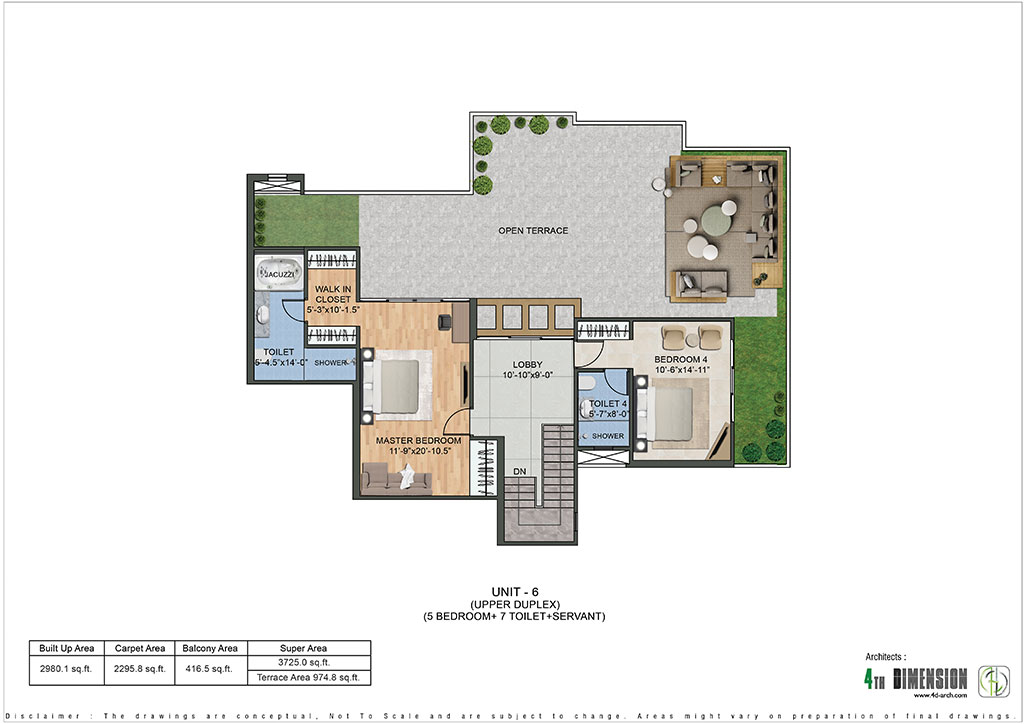 OPEN TERRACE
JACUZZI
WALK IN
CLOSET
5'-3"x10'-1.5"
TOILET
5'-4.5"x14'-0"
SHOWER
LOBBY
10'-10"x9'-0"
BEDROOM 4
10'-6"x14'-11"
TOILET 4
5'-7"x8'-0"
SHOWER
MASTER BEDROOM
11'-9"x20'-10.5"
DN
UNIT - 6
(UPPER DUPLEX)
(5 BEDROOM+ 7 TOILET+SERVANT)
Built Up Area Carpet Area Balcony Area Super Area
2980.1 sq.ft. 2295.8 sq.ft. 416.5 sq.ft. 3725.0 sq.ft.
Terrace Area 974.8 sq.ft.
Architects :
4TH DIMENSION
www.4d-arch.com
Disclaimer : The drawings are conceptual, Not To Scale and are subject to change. Areas might vary on preparation of final drawings.